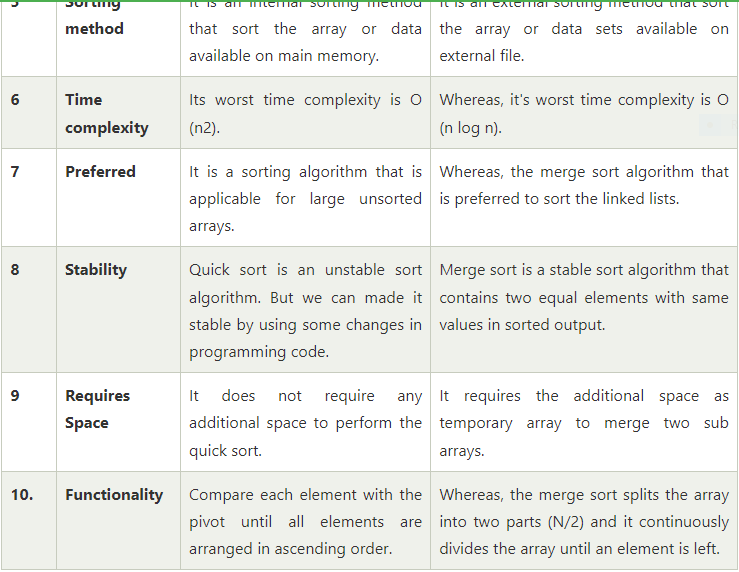 5 Sorting It is an internal sorting method It is an external sorting method that sort
method that sort the array or data the array or data sets available on
available on main memory. external file.
6 Time Its worst time complexity is O Whereas, it's worst time complexity is O
complexity (n2). (n log n).
7 Preferred It is a sorting algorithm that is Whereas, the merge sort algorithm that
applicable for large unsorted is preferred to sort the linked lists.
arrays.
8 Stability Quick sort is an unstable sort Merge sort is a stable sort algorithm that
algorithm. But we can made it contains two equal elements with same
stable by using some changes in values in sorted output.
programming code.
9 Requires It does not require any It requires the additional space as
Space additional space to perform the temporary array to merge two sub
quick sort. arrays.
10. Functionality Compare each element with the Whereas, the merge sort splits the array
pivot until all elements are into two parts (N/2) and it continuously
arranged in ascending order. divides the array until an element is left.